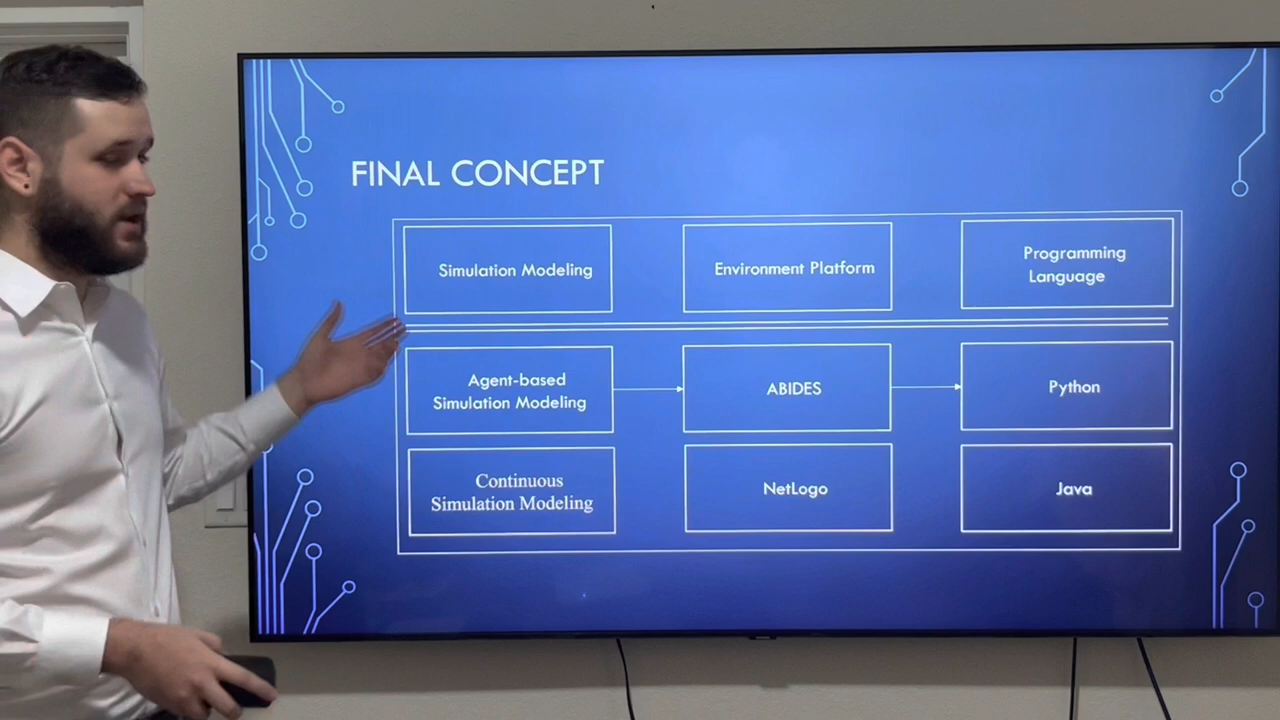 FINAL CONCEPT
Simulation Modeling
Environment Platform
Programming
Language
Agent-based
Simulation Modeling
ABIDES
Python
Continuous
Simulation Modeling
NetLogo
Java